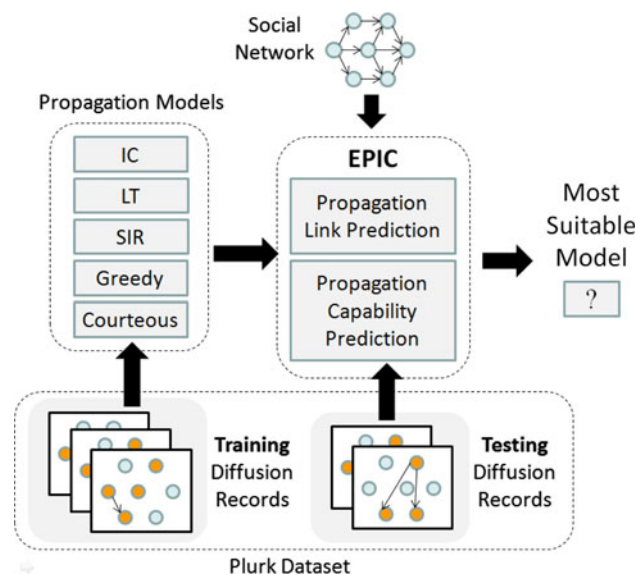 Social
Network
Propagation Models
IC
LT
SIR
Greedy
Courteous
EPIC
Propagation
Link Prediction
Propagation
Capability
Prediction
Most
Suitable
Model
?
Training
Diffusion
Records
Testing
Diffusion
Records
Plurk Dataset